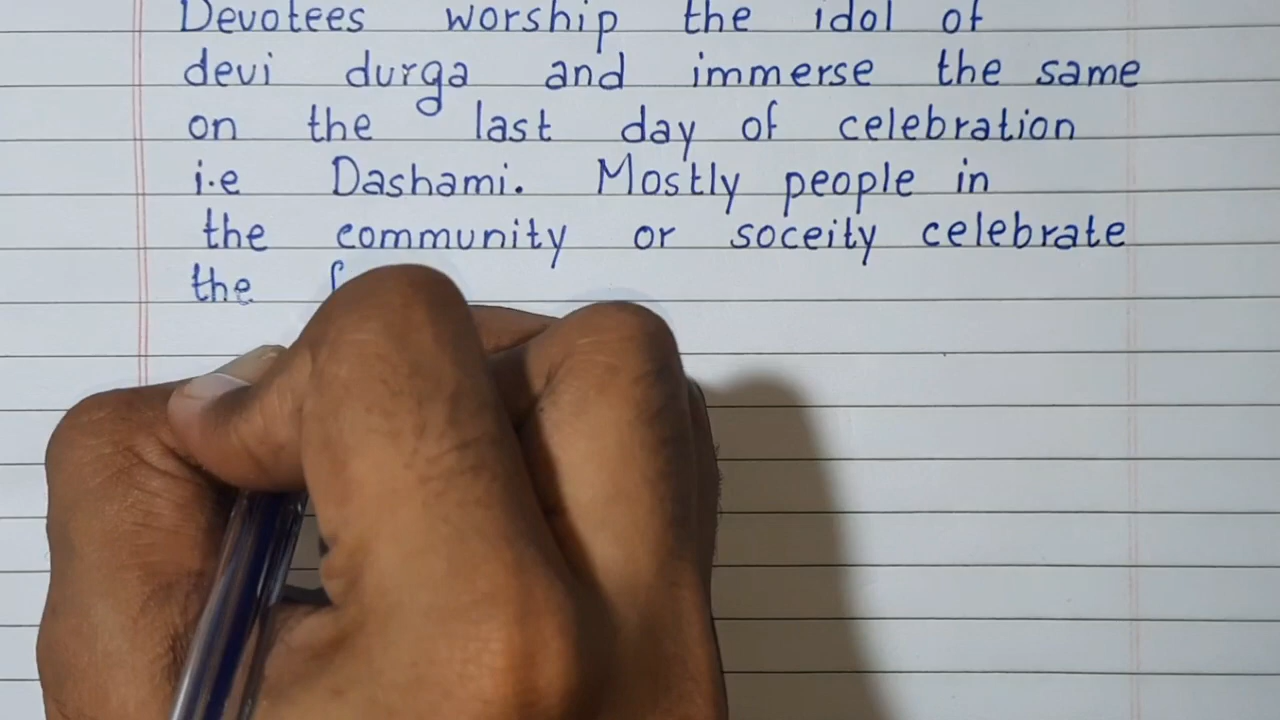 Devotees worship the idol of
devi durga and immerse the same
on the last day of celebration
i.e Dashami. Mostly people in
the community or soceity celebrate
the